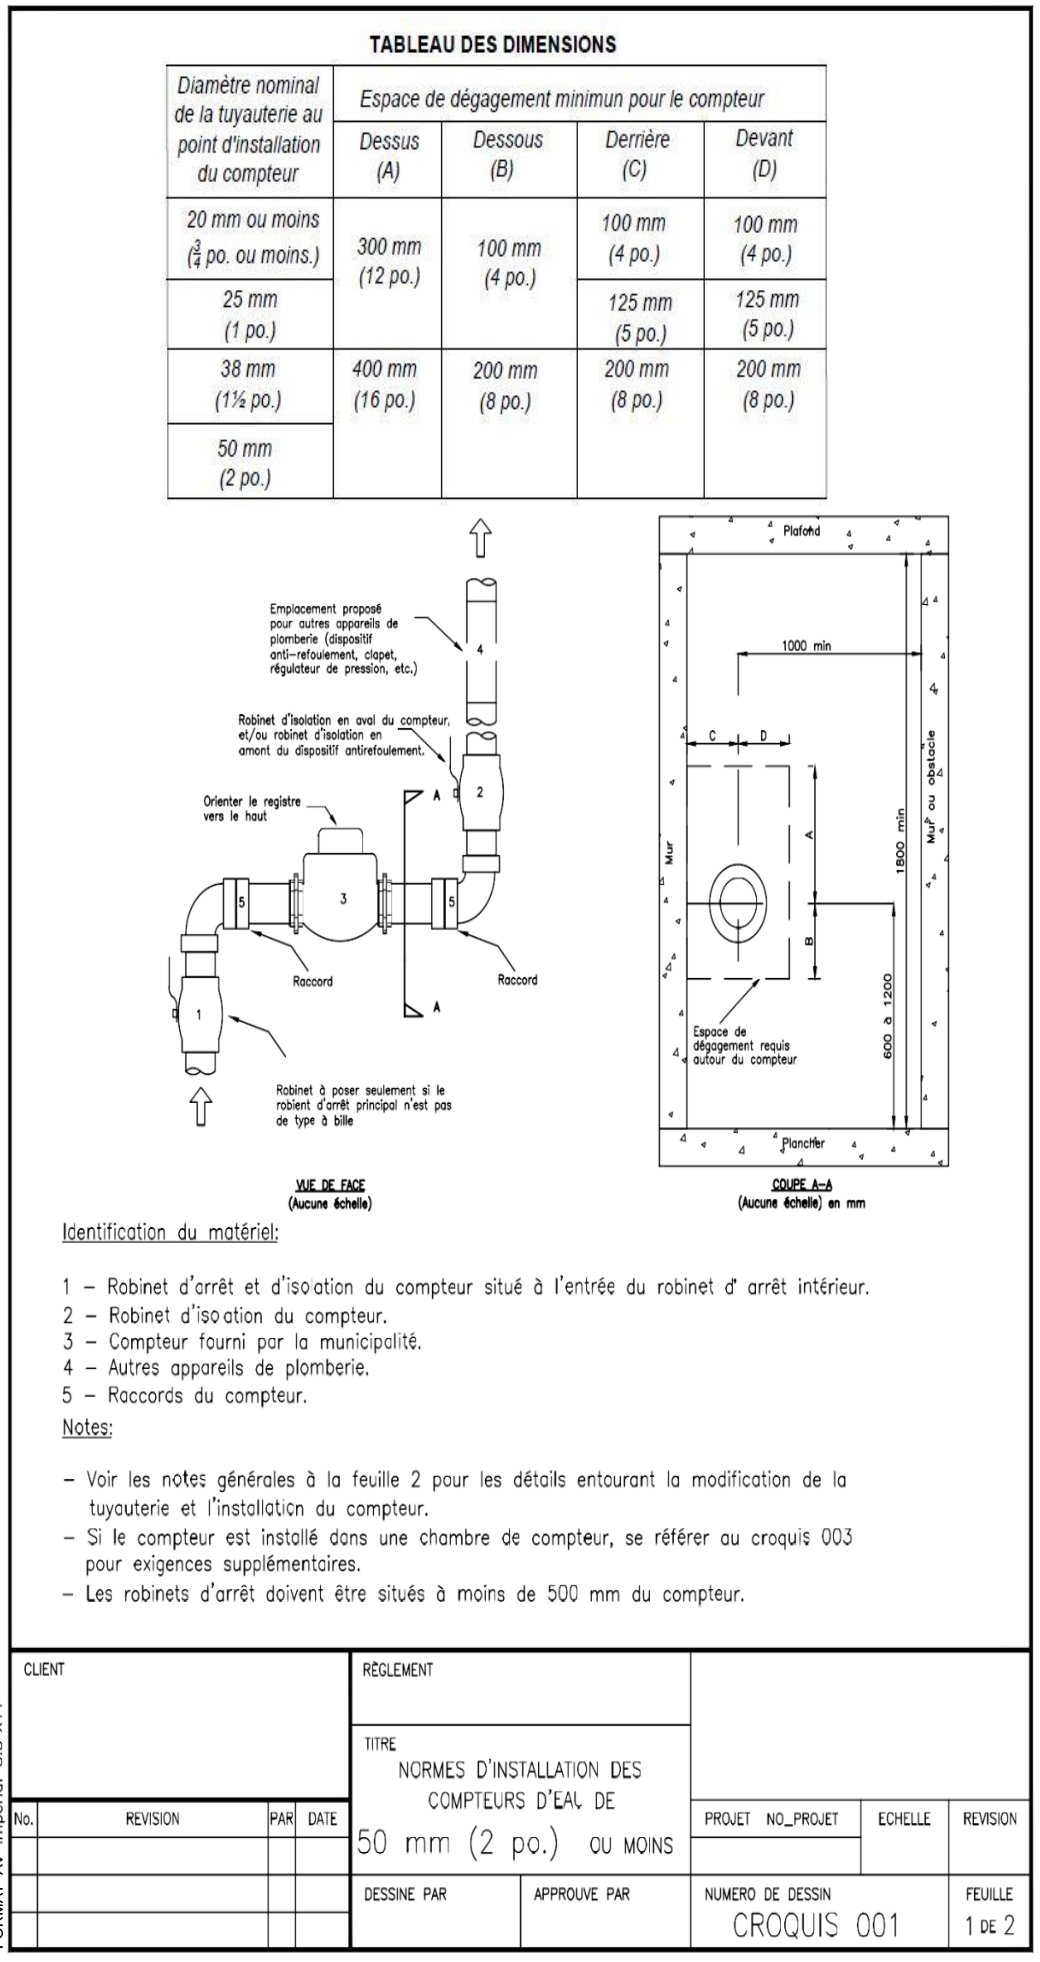 TABLEAU DES DIMENSIONS
Diamètre nominal
de la tuyauterie au
point d'installation
du compteur
Espace de dégagement minimun pour le compteur
Dessus
(A)
Dessous
(B)
Derrière
(C)
Devant
(D)
20 mm ou moins
(¾ po. ou moins.)
300 mm
(12 po.)
100 mm
(4 po.)
100 mm
(4 po.)
100 mm
(4 po.)
25 mm
(1 po.)
125 mm
(5 po.)
125 mm
(5 po.)
38 mm
(1½ po.)
400 mm
(16 po.)
200 mm
(8 po.)
200 mm
(8 po.)
200 mm
(8 po.)
50 mm
(2 po.)
Emplacement proposé
pour autres appareils de
plomberie (dispositif
anti-refoulement, clapet,
régulateur de pression, etc.)
4
Robinet d'isolation en aval du compteur,
et/ou robinet d'isolation en
amont du dispositif antirefoulement.
Orienter le registre
vers le haut
A
2
5
3
5
Raccord
Raccord
A
1
Robinet à poser seulement si le
robient d'arrêt principal n'est pas
de type à bille
VUE DE FACE
(Aucune échelle)
Plafond
1000 min
C
D
A
B
Mur
1800 min
Mur ou obstacle
600 à 1200
Espace de
dégagement requis
autour du compteur
Plancher
COUPE A-A
(Aucune échelle) en mm
Identification du matériel:
1 - Robinet d'arrêt et d'isolation du compteur situé à l'entrée du robinet d' arrêt intérieur.
2 - Robinet d'isolation du compteur.
3 - Compteur fourni par la municipalité.
4 - Autres appareils de plomberie.
5 - Raccords du compteur.
Notes:
- Voir les notes générales à la feuille 2 pour les détails entourant la modification de la
tuyauterie et l'installation du compteur.
- Si le compteur est installé dans une chambre de compteur, se référer au croquis 003
pour exigences supplémentaires.
- Les robinets d'arrêt doivent être situés à moins de 500 mm du compteur.
CLIENT
RÈGLEMENT
TITRE
NORMES D'INSTALLATION DES
COMPTEURS D'EAU DE
50 mm (2 po.) OU MOINS
No.
REVISION
PAR
DATE
PROJET NO_PROJET
ECHELLE
REVISION
DESSINE PAR
APPROUVE PAR
NUMERO DE DESSIN
CROQUIS 001
FEUILLE
1 DE 2